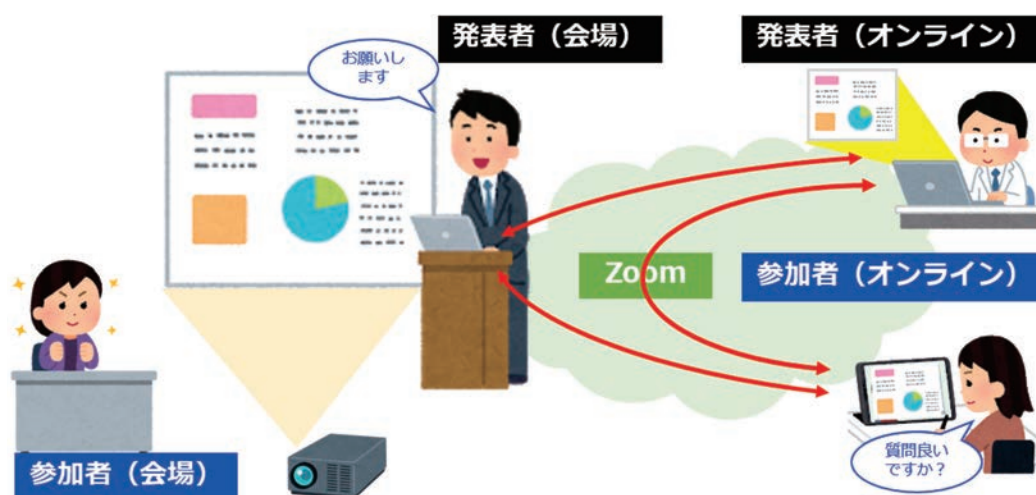 発表者（会場）
発表者（オンライン）
お願いし
ます
Zoom
参加者（オンライン）
参加者（会場）
質問良い
ですか？